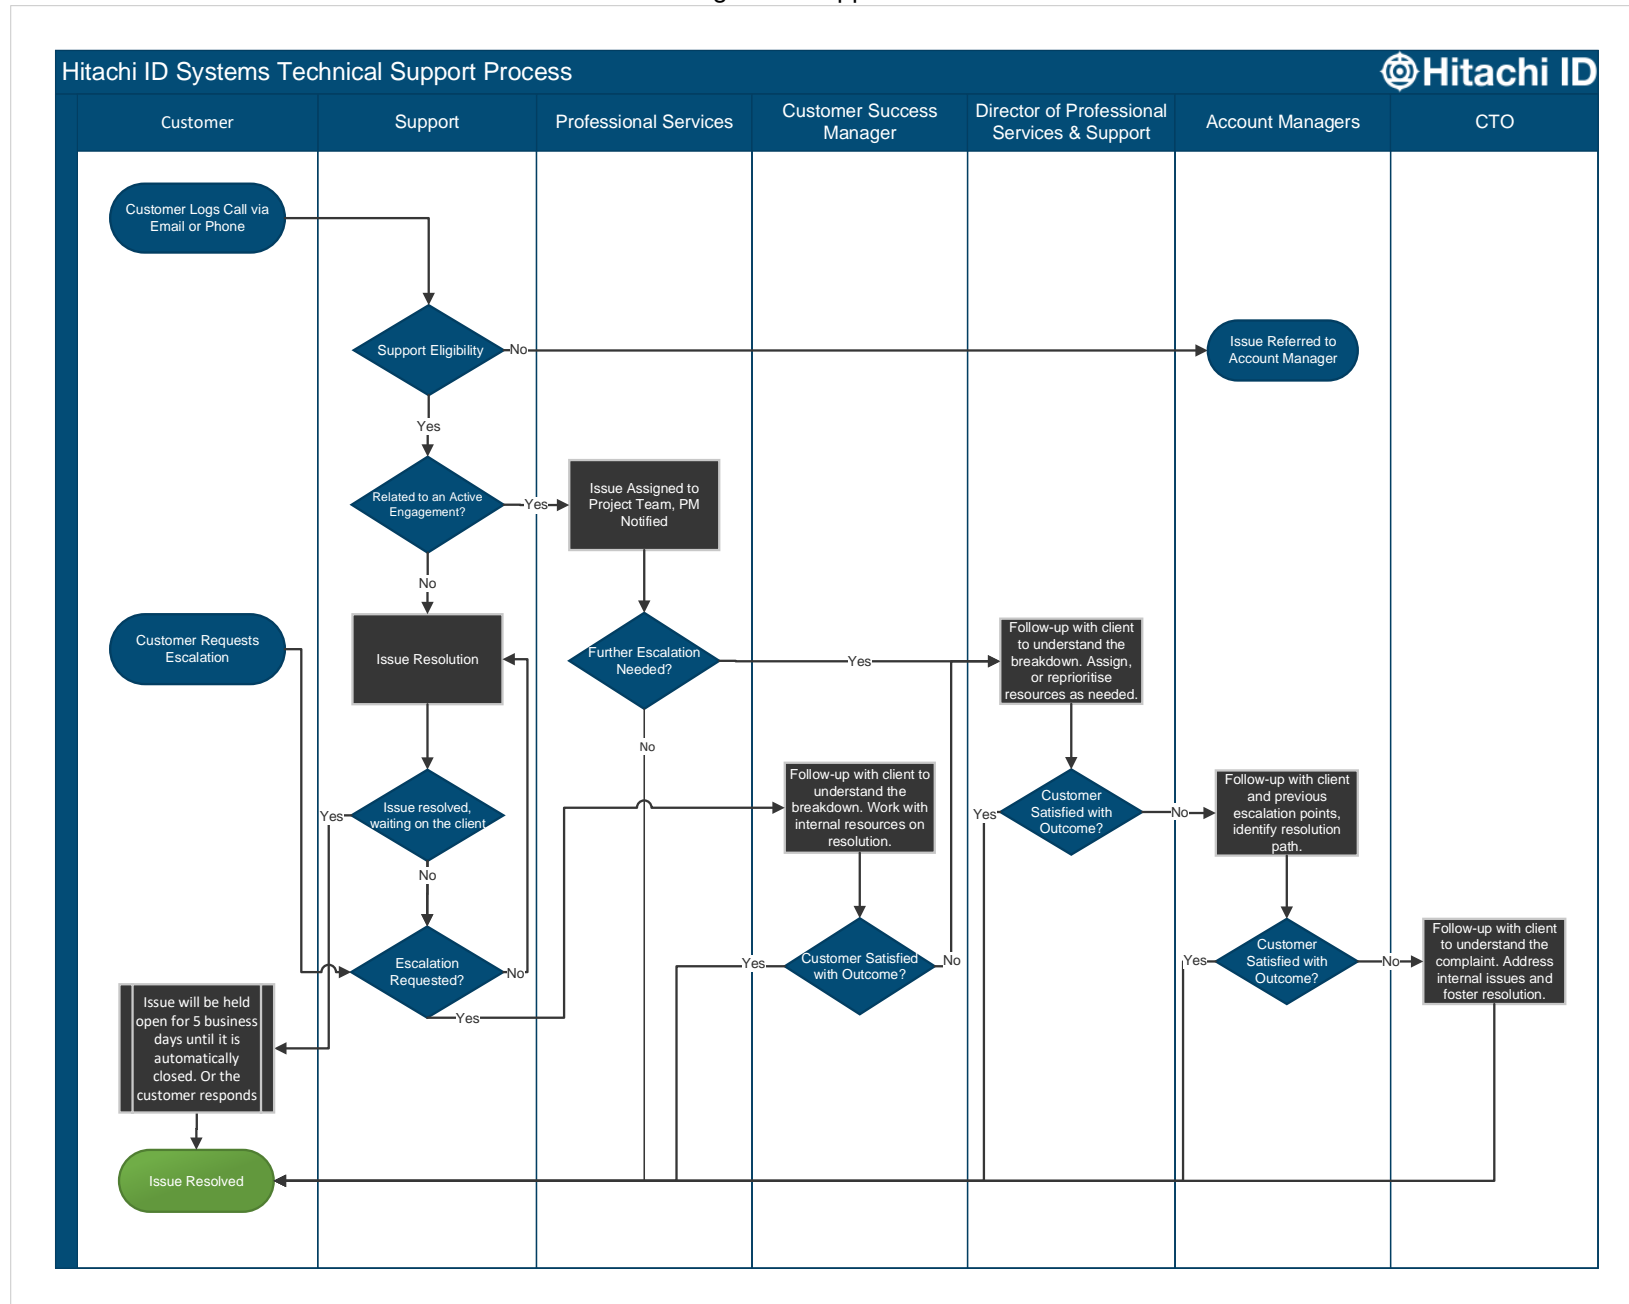 Hitachi ID Systems Technical Support Process
Hitachi ID
Customer
Support
Professional Services
Customer Success
Manager
Director of Professional
Services & Support
Account Managers
CTO
Customer Logs Call via
Email or Phone
Support Eligibility
No
Issue Referred to
Account Manager
Yes
Related to an Active
Engagement?
Yes
Issue Assigned to
Project Team, PM
Notified
No
Customer Requests
Escalation
Issue Resolution
Further Escalation
Needed?
Yes
Follow-up with client
to understand the
breakdown. Assign,
or reprioritise
resources as needed.
No
Issue resolved,
waiting on the client
Yes
Follow-up with client to
understand the
breakdown. Work with
internal resources on
resolution.
Yes
Customer
Satisfied with
Outcome?
No
Follow-up with client
and previous
escalation points,
identify resolution
path.
No
Escalation
Requested?
No
Yes
Yes
Customer Satisfied
with Outcome?
No
Yes
Customer
Satisfied with
Outcome?
No
Follow-up with client
to understand the
complaint. Address
internal issues and
foster resolution.
Issue will be held
open for 5 business
days until it is
automatically
closed. Or the
customer responds
Issue Resolved